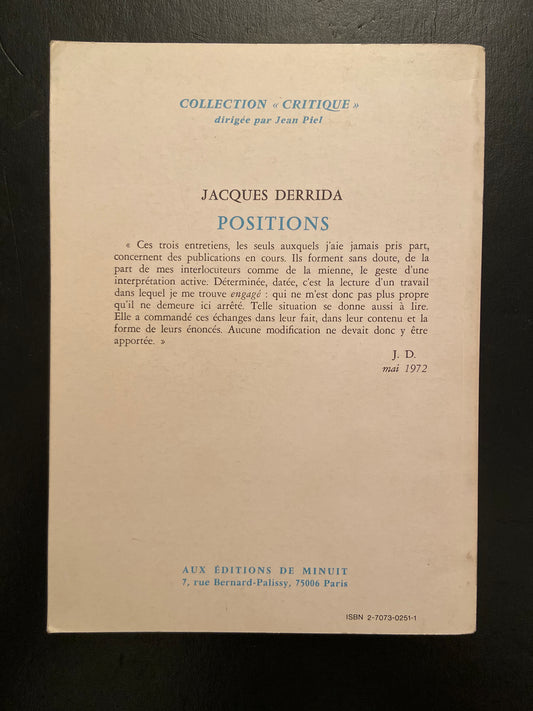 COLLECTION « CRITIQUE »
dirigée par Jean Piel
JACQUES DERRIDA
POSITIONS
« Ces trois entretiens, les seuls auxquels j'aie jamais pris part,
concernent des publications en cours. Ils forment sans doute, de la
part de mes interlocuteurs comme de la mienne, le geste d'une
interprétation active. Déterminée, datée, c'est la lecture d'un travail
dans lequel je me trouve engagé : qui ne m'est donc pas plus propre
qu'il ne demeure ici arrêté. Telle situation se donne aussi à lire.
Elle a commandé ces échanges dans leur fait, dans leur contenu et la
forme de leurs énoncés. Aucune modification ne devait donc y être
apportée. »
J. D.
mai 1972
AUX ÉDITIONS DE MINUIT
7, rue Bernard-Palissy, 75006 Paris
ISBN 2-7073-0251-1